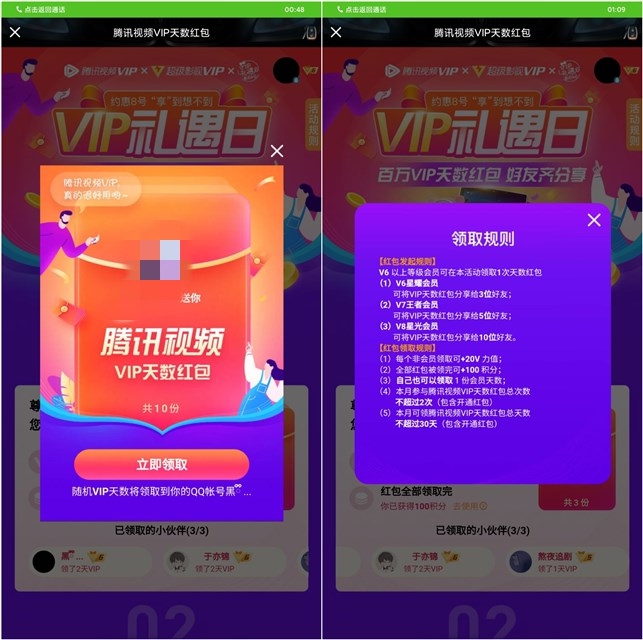 点击返回通话
00:48
腾讯视频VIP天数红包
腾讯视频VIP × 超级影视VIP ×
约惠8号 “享”到想不到
VIP礼遇日
活动规则
腾讯视频VIP,
真的很好用哈~
送你
腾讯视频
VIP天数红包
共10份
立即领取
随机VIP天数将领取到你的QQ帐号黑...
已领取的小伙伴(3/3)
黑...
领了2天VIP
于亦锦
领了2天VIP
02
点击返回通话
01:09
腾讯视频VIP天数红包
腾讯视频VIP × 超级影视VIP ×
约惠8号 “享”到想不到
VIP礼遇日
活动规则
百万VIP天数红包 好友齐分享
领取规则
【红包发起规则】
V6 以上等级会员可在本活动领取1次天数红包
（1）V6星耀会员
可将VIP天数红包分享给3位好友；
（2）V7王者会员
可将VIP天数红包分享给5位好友；
（3）V8星光会员
可将VIP天数红包分享给10位好友。
【红包领取规则】
（1）每个非会员领取可+20V 力值；
（2）全部红包被领完可+100 积分；
（3）自己也可以领取 1 份会员天数；
（4）本月参与腾讯视频VIP天数红包总次数
不超过2次（包含开通红包）
（5）本月可领腾讯视频VIP天数红包总天数
不超过30天（包含开通红包）
红包全部领取完
你已获得100积分 去使用
共3份
已领取的小伙伴(3/3)
于亦锦
领了2天VIP
熬夜追剧
领了1天VIP
02